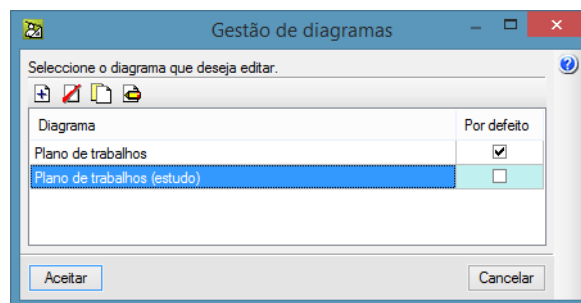 Gestão de diagramas
Seleccione o diagrama que deseja editar.
Diagrama Por defeito
Plano de trabalhos
Plano de trabalhos (estudo)
Aceitar Cancelar